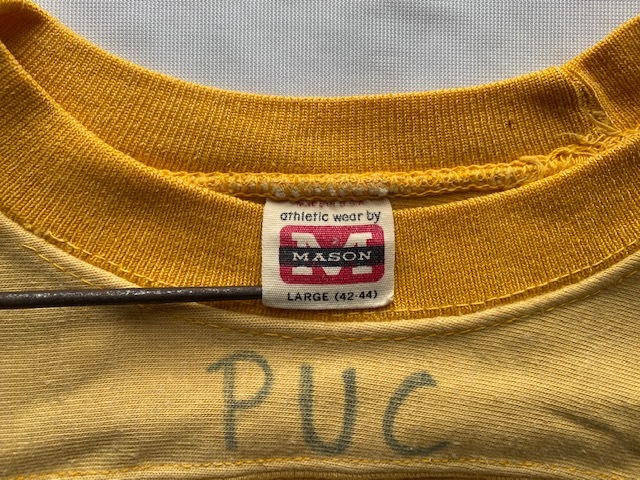 athletic wear by
M
MASON
LARGE (42-44)
PUC